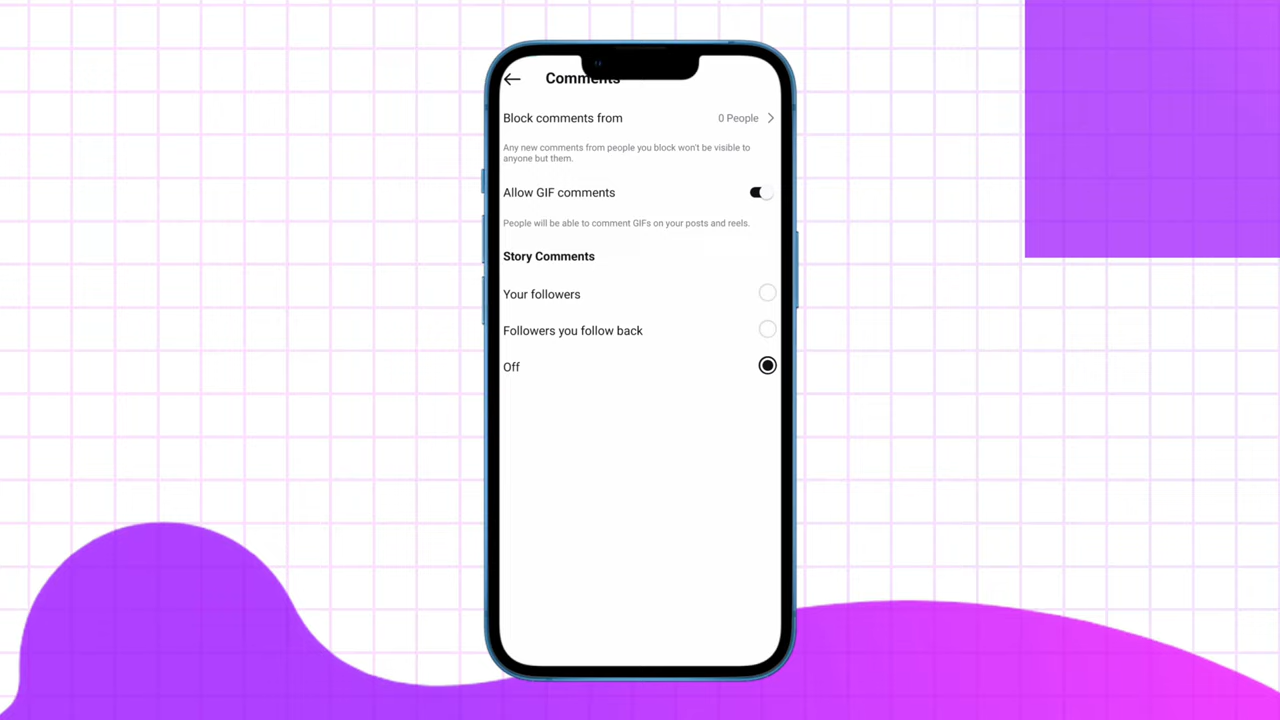 Comments
Block comments from
0 People
Any new comments from people you block won't be visible to
anyone but them.
Allow GIF comments
People will be able to comment GIFs on your posts and reels.
Story Comments
Your followers
Followers you follow back
Off